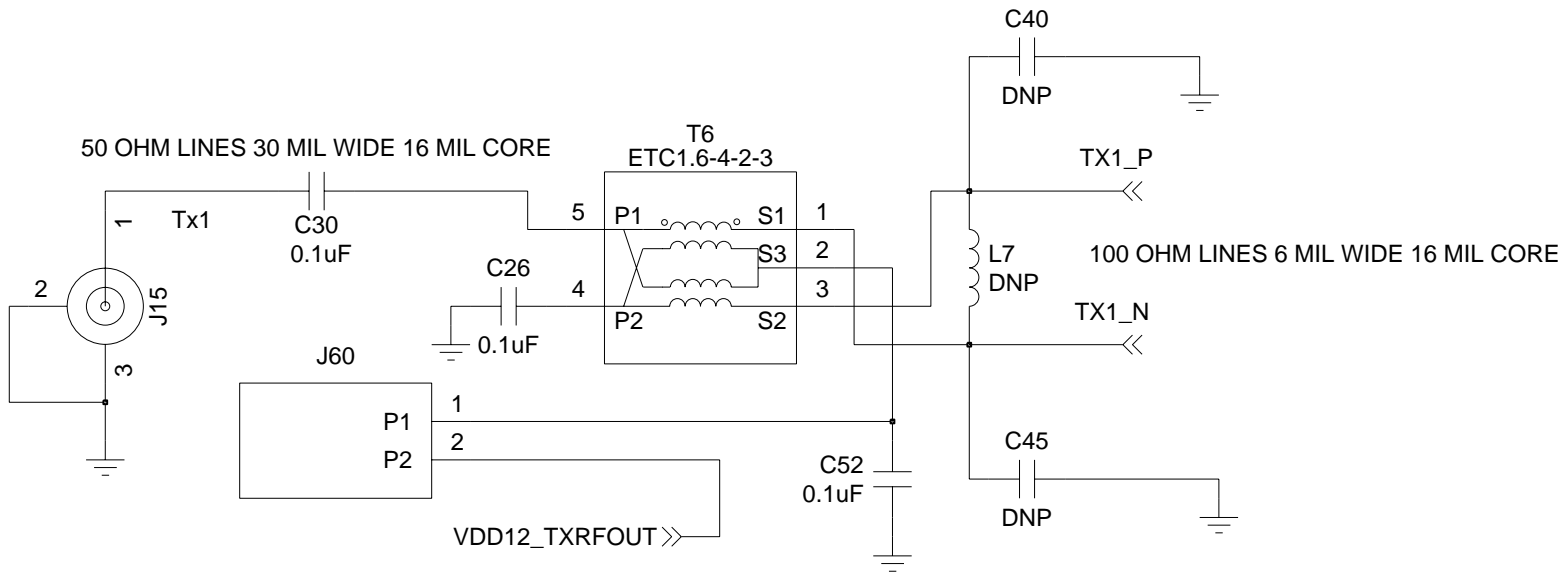 C40
DNP
50 OHM LINES 30 MIL WIDE 16 MIL CORE
T6
ETC1.6-4-2-3
TX1_P
1
Tx1
C30
0.1uF
5
P1
S1
1
S3
2
L7
DNP
100 OHM LINES 6 MIL WIDE 16 MIL CORE
2
J15
C26
0.1uF
4
P2
S2
3
TX1_N
3
J60
P1
1
P2
2
C52
0.1uF
C45
DNP
VDD12_TXRFOUT